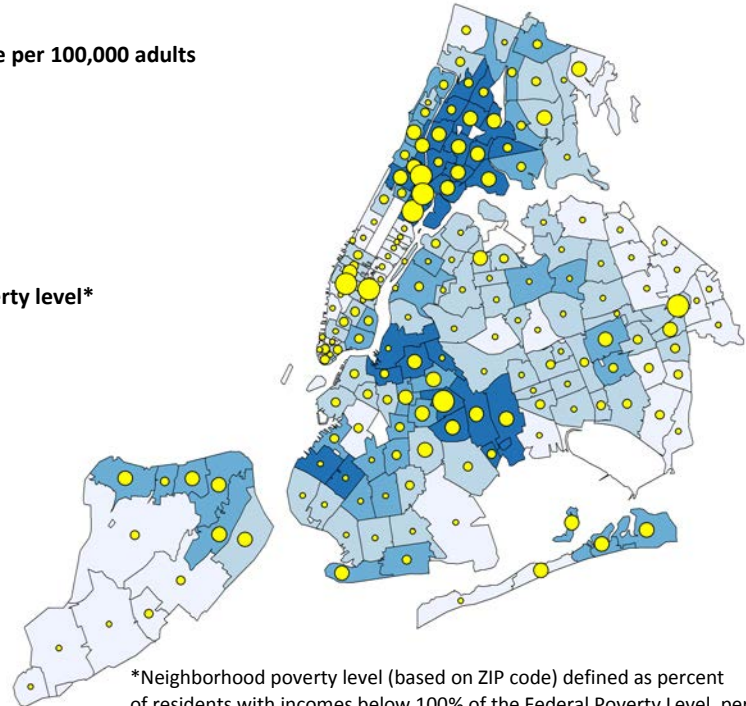 e per 100,000 adults
rty level*
*Neighborhood poverty level (based on ZIP code) defined as percent
of residents with incomes below 100% of the Federal Poverty Level, per